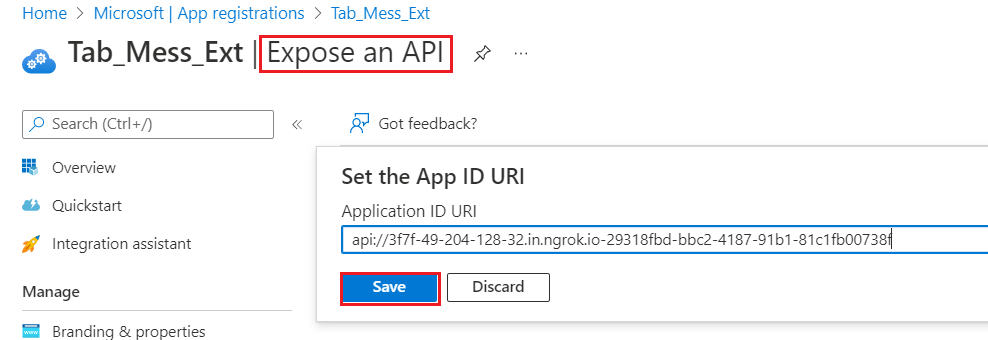 Home > Microsoft | App registrations > Tab_Mess_Ext
Tab_Mess_Ext | Expose an API
Search (Ctrl+/)
Got feedback?
Overview
Quickstart
Integration assistant
Manage
Branding & properties
Set the App ID URI
Application ID URI
api://3f7f-49-204-128-32.in.ngrok.io-29318fbd-bbc2-4187-91b1-81c1fb00738f
Save
Discard